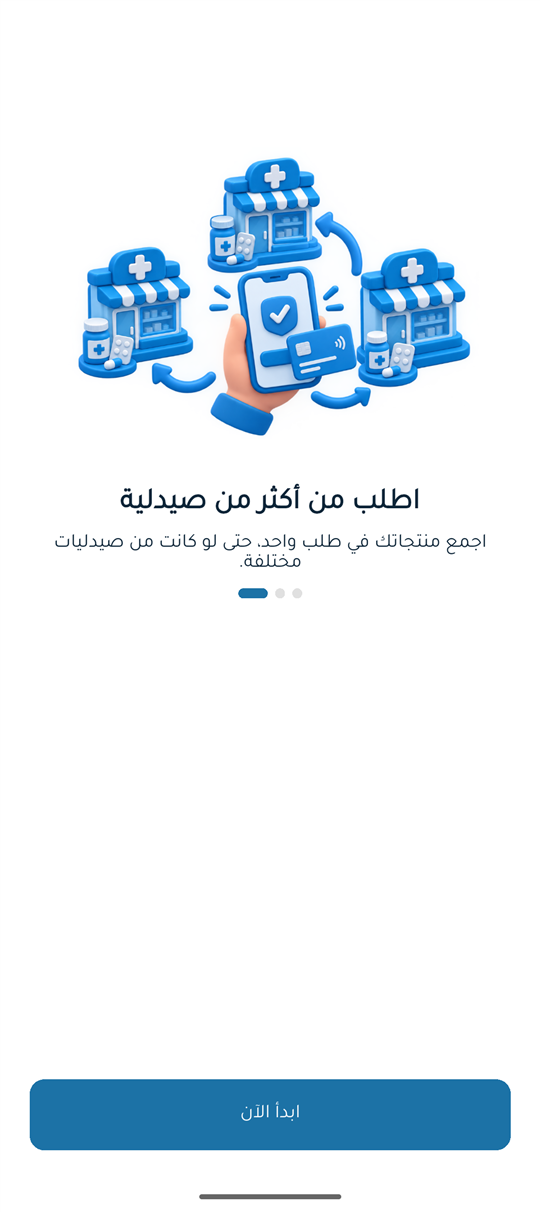 اطلب من أكثر من صيدلية
اجمع منتجاتك في طلب واحد، حتى لو كانت من صيدليات
مختلفة.
ابدأ الآن